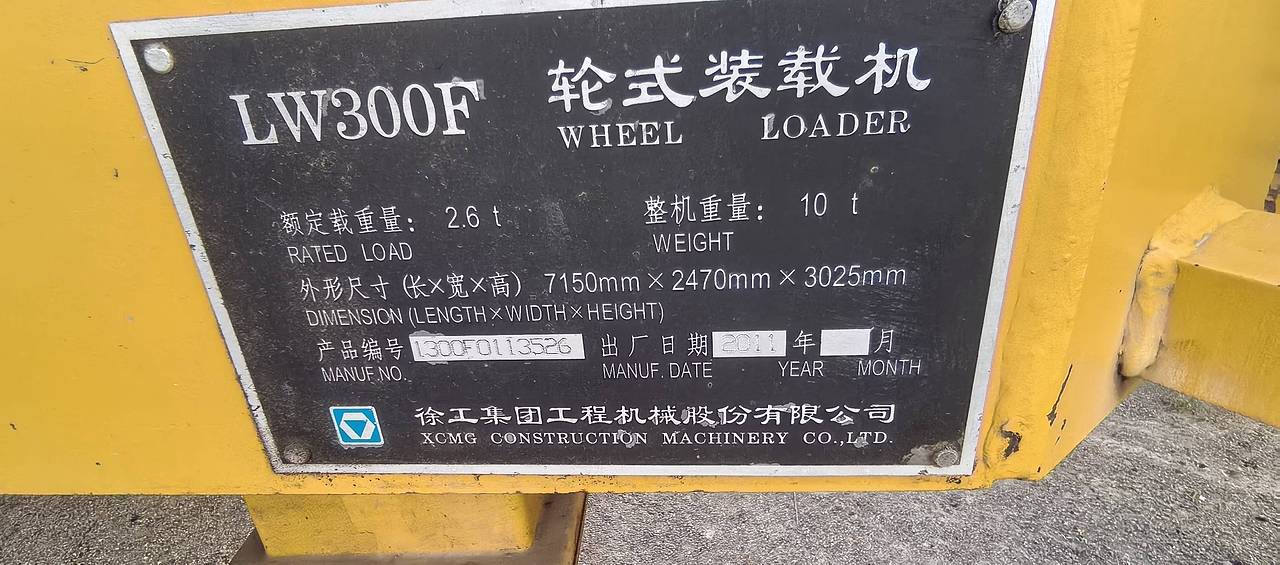 LW300F 轮式装载机
WHEEL LOADER
额定载重量： 2.6 t 整机重量： 10 t
RATED LOAD WEIGHT
外形尺寸 (长×宽×高) 7150mm×2470mm×3025mm
DIMENSION (LENGTH×WIDTH×HEIGHT)
产品编号 1300F0113526 出厂日期 2011 年 月
MANUF.NO. MANUF. DATE YEAR MONTH
徐工集团工程机械股份有限公司
XCMG CONSTRUCTION MACHINERY CO.,LTD.